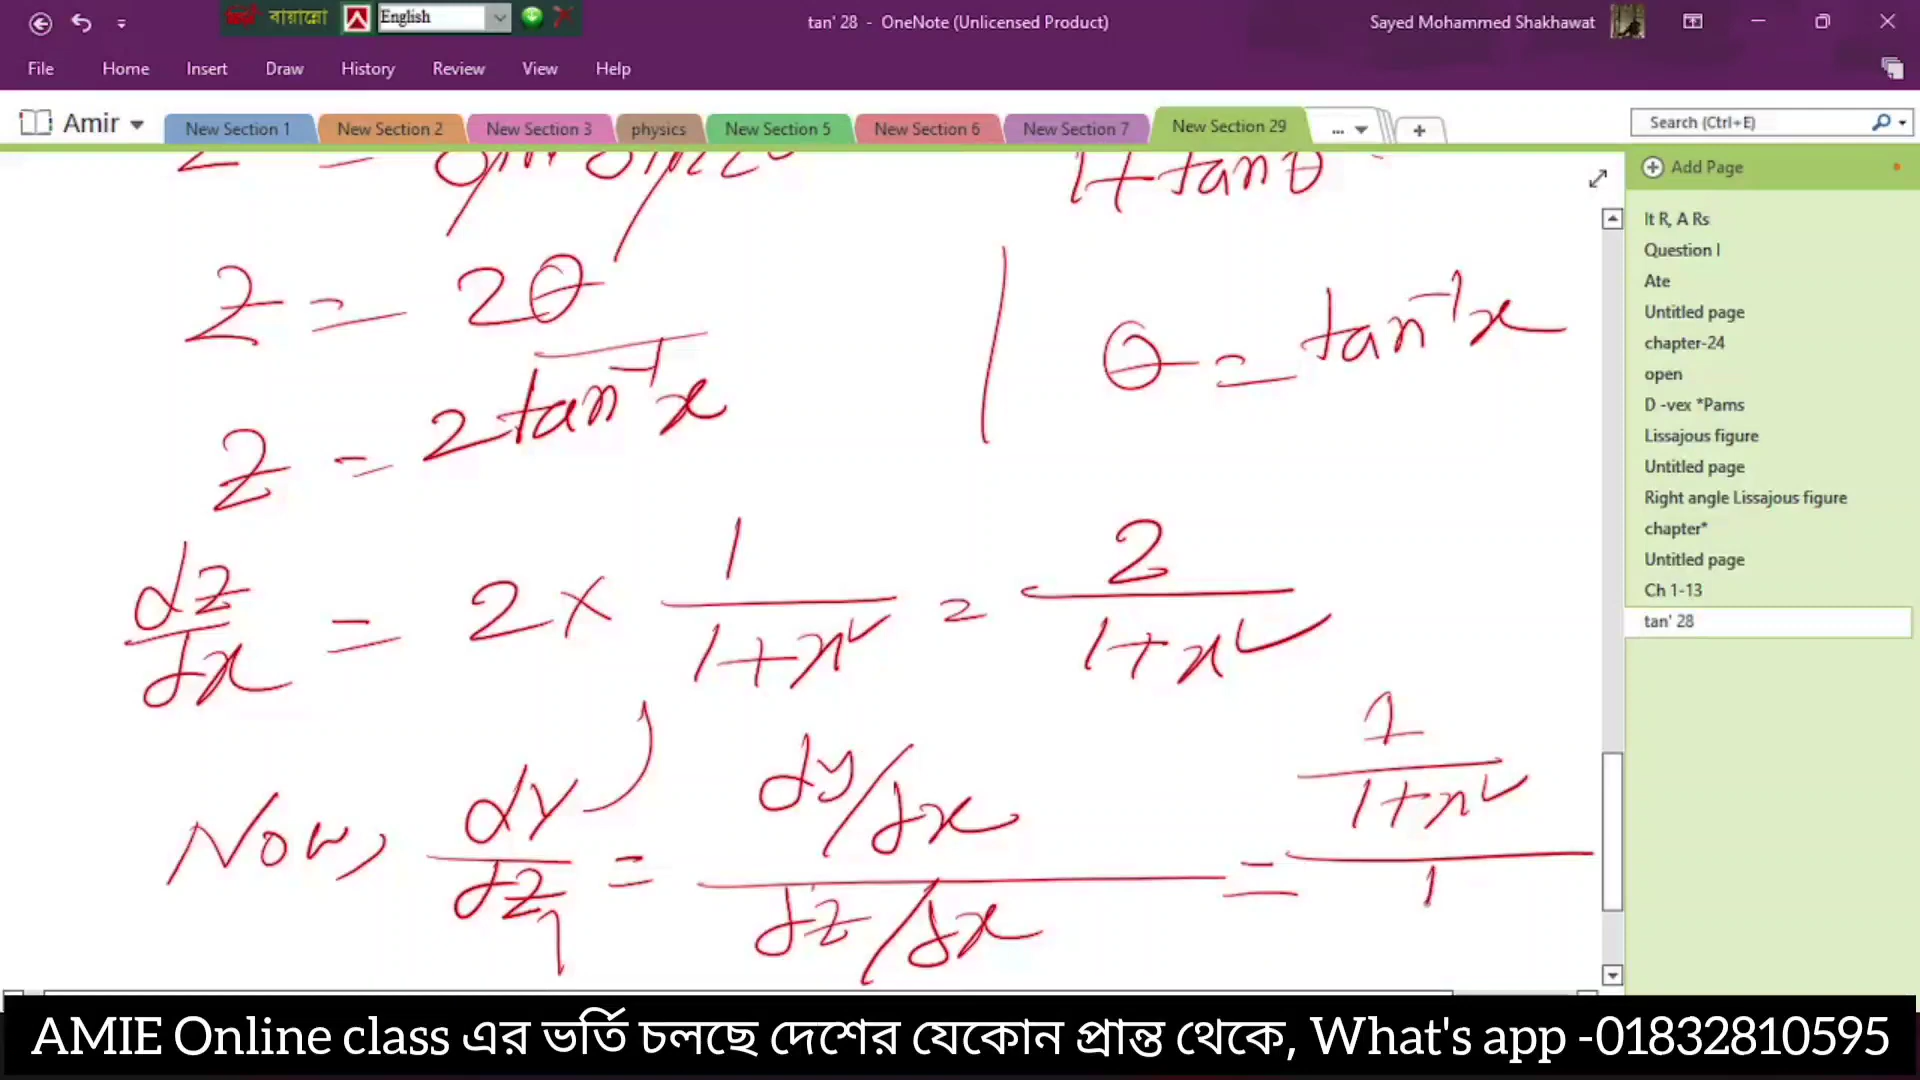 বায়ান্নো English tan' 28 - OneNote (Unlicensed Product) Sayed Mohammed Shakhawat
File Home Insert Draw History Review View Help
Amir New Section 1 New Section 2 New Section 3 physics New Section 5 New Section 6 New Section 7 New Section 29 ... + Search (Ctrl+E)
Add Page
It R, A Rs
Question I
Ate
Untitled page
chapter-24
open
D -vex *Pams
Lissajous figure
Untitled page
Right angle Lissajous figure
chapter*
Untitled page
Ch 1-13
tan' 28
1+tanθ
z = 2θ
θ = tan⁻¹x
z = 2tan⁻¹x
dz/dx = 2 × 1/(1+x²) = 2/(1+x²)
Now, dy/dz = (dy/dx)/(dz/dx) = (1/(1+x²))/1
AMIE Online class এর ভর্তি চলছে দেশের যেকোন প্রান্ত থেকে, What's app -01832810595